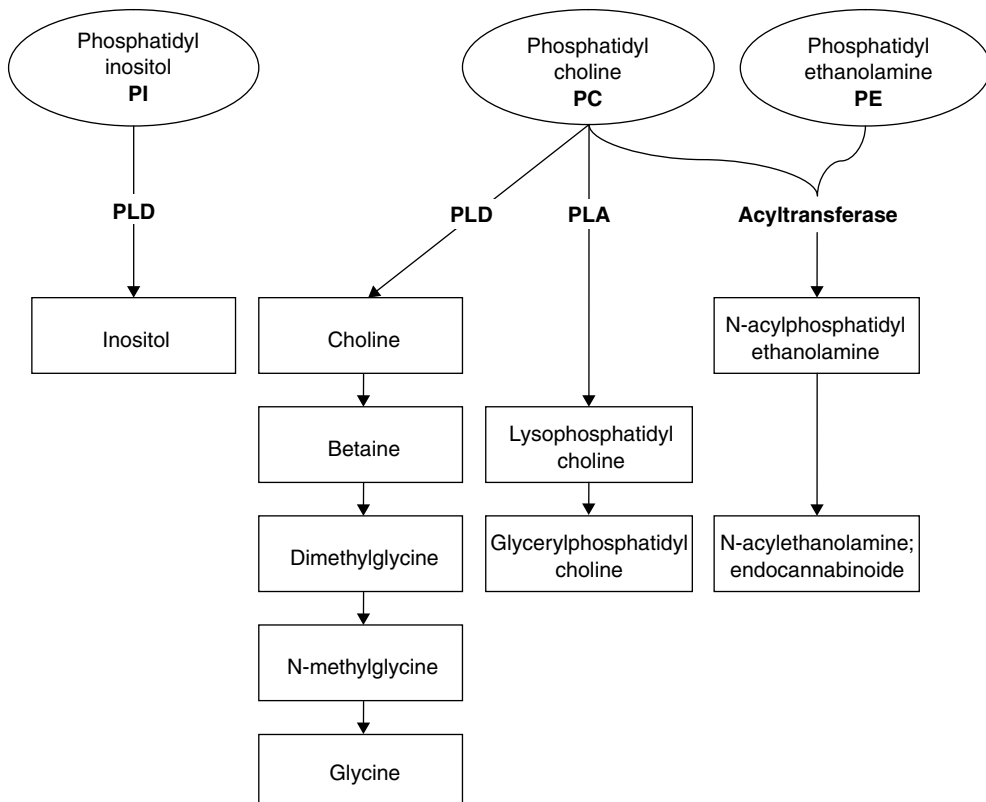 Phosphatidyl
inositol
PI
Phosphatidyl
choline
PC
Phosphatidyl
ethanolamine
PE
PLD
PLD
PLA
Acyltransferase
Inositol
Choline
N-acylphosphatidyl
ethanolamine
Betaine
Lysophosphatidyl
choline
Dimethylglycine
Glycerylphosphatidyl
choline
N-acylethanolamine;
endocannabinoide
N-methylglycine
Glycine